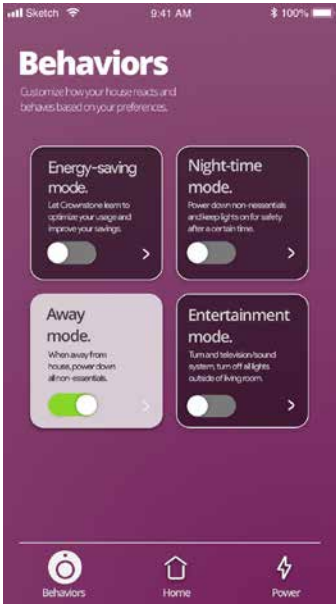 Sketch 9:41 AM 100%
Behaviors
Customize how your house reacts and
behaves based on your preferences.
Energy-saving
mode.
Let Crownstone learn to
optimize your usage and
improve your savings.
Night-time
mode.
Power down non-nessentials
and keep lights on for safety
after a certain time.
Away
mode.
When away from
house, power down
all non-essentials.
Entertainment
mode.
Turn and television/sound
system, turn off all lights
outside of living room.
Behaviors
Home
Power